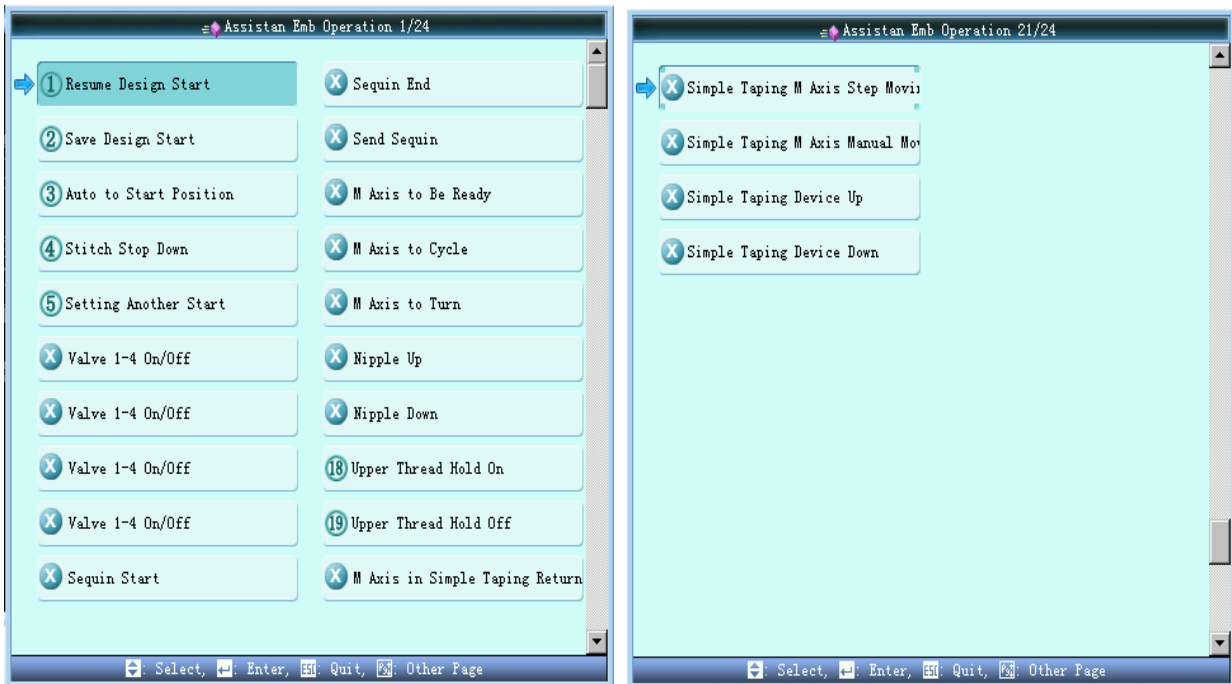 Assistan Emb Operation 1/24
① Resume Design Start
② Save Design Start
③ Auto to Start Position
④ Stitch Stop Down
⑤ Setting Another Start
X Valve 1-4 On/Off
X Valve 1-4 On/Off
X Valve 1-4 On/Off
X Valve 1-4 On/Off
X Sequin Start
X Sequin End
X Send Sequin
X M Axis to Be Ready
X M Axis to Cycle
X M Axis to Turn
X Nipple Up
X Nipple Down
⑱ Upper Thread Hold On
⑲ Upper Thread Hold Off
X M Axis in Simple Taping Return
: Select, : Enter, ESC: Quit, : Other Page
Assistan Emb Operation 21/24
X Simple Taping M Axis Step Movi
X Simple Taping M Axis Manual Mo
X Simple Taping Device Up
X Simple Taping Device Down
: Select, : Enter, ESC: Quit, : Other Page